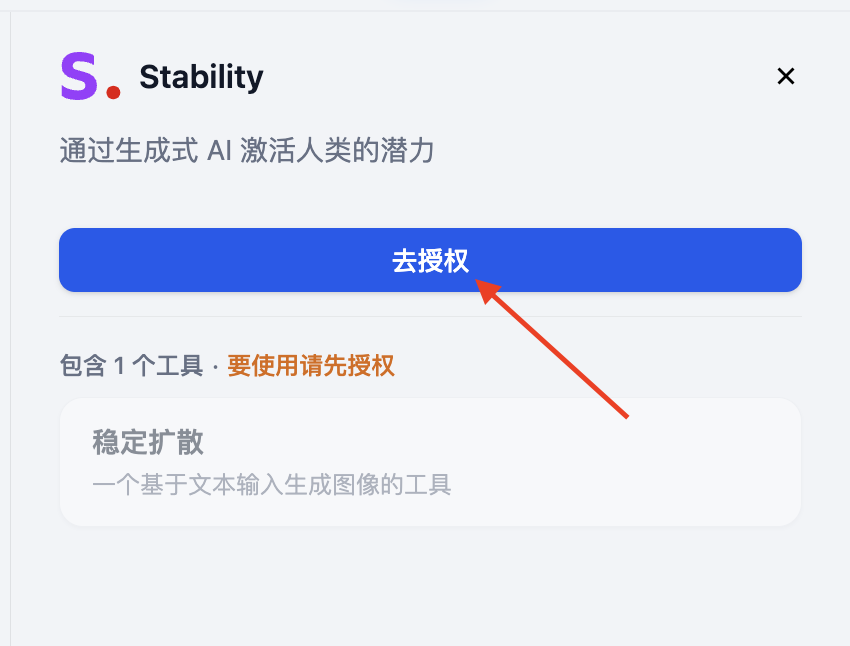 S. Stability
通过生成式 AI 激活人类的潜力
去授权
包含 1 个工具 · 要使用请先授权
稳定扩散
一个基于文本输入生成图像的工具